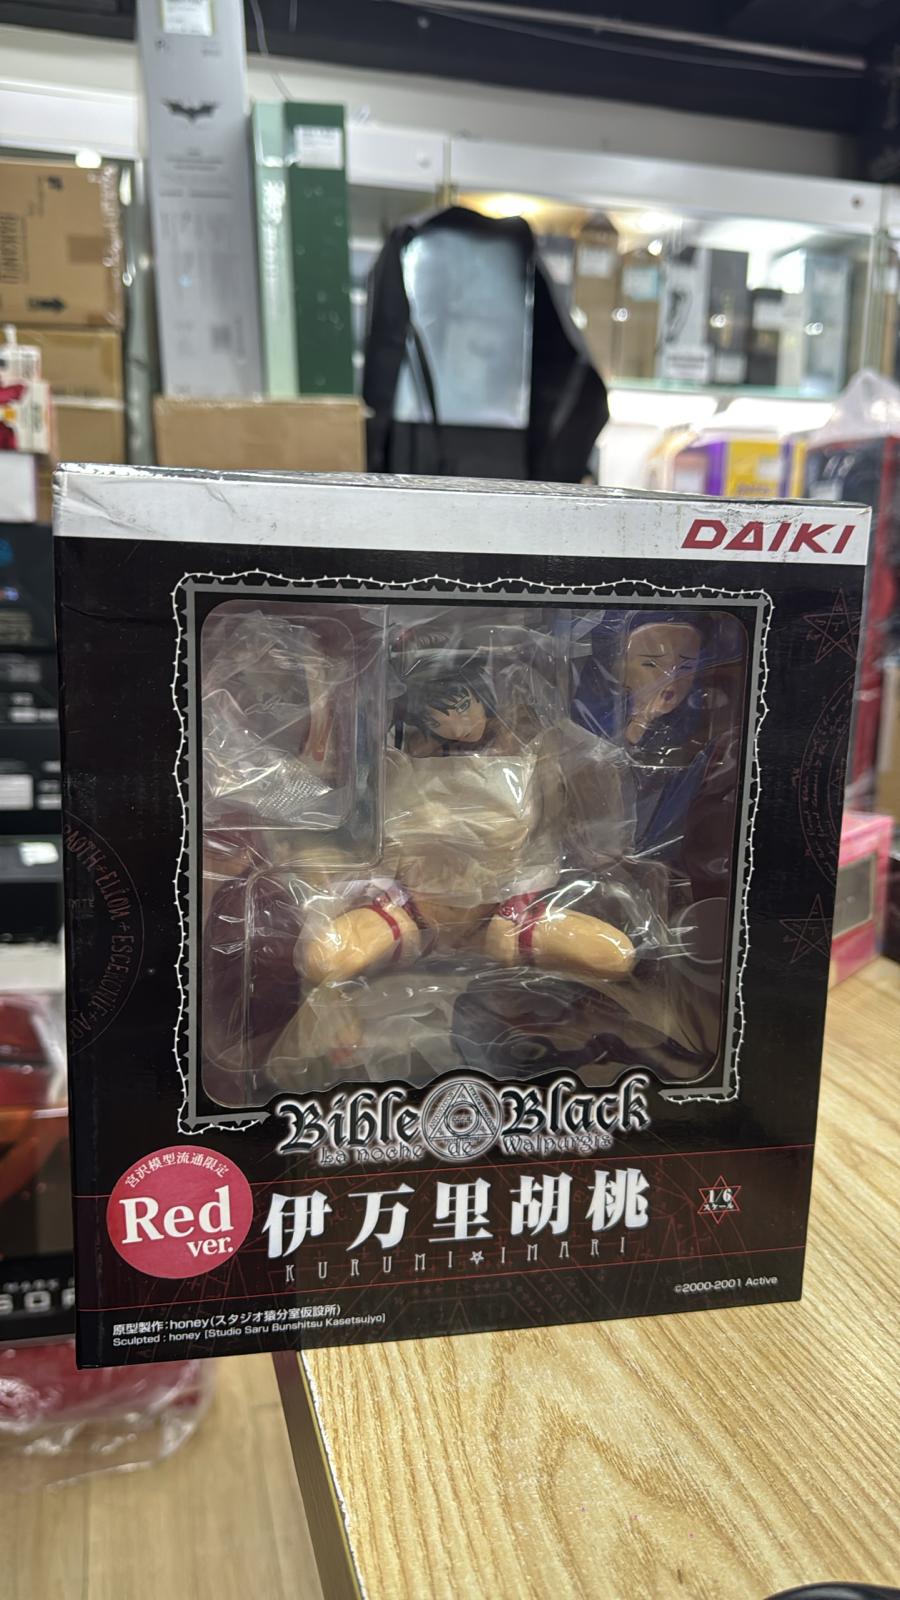 DAIKI
Bible Black
La noche de Walpurgis
宮沢模型流通限定
Red
ver.
伊万里胡桃
KURUMI★IMARI
1/6
スケール
©2000-2001 Active
原型製作:honey(スタジオ猿分室仮設所)
Sculpted : honey [Studio Saru Bunshitsu Kasetsujyo]